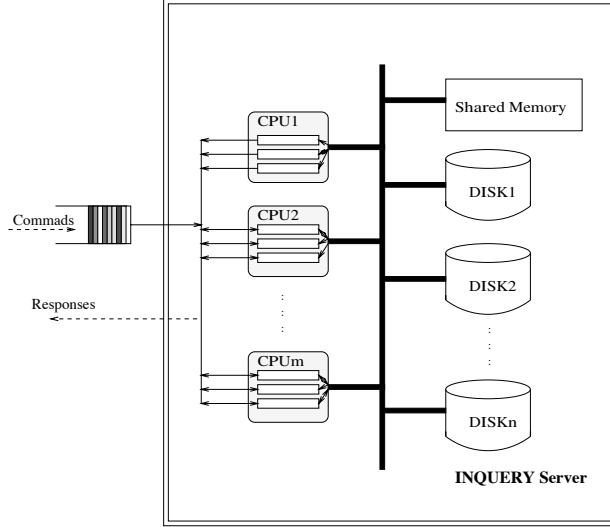 CPU1
Shared Memory
DISK1
Commads
CPU2
DISK2
Responses
CPUm
DISKn
INQUERY Server